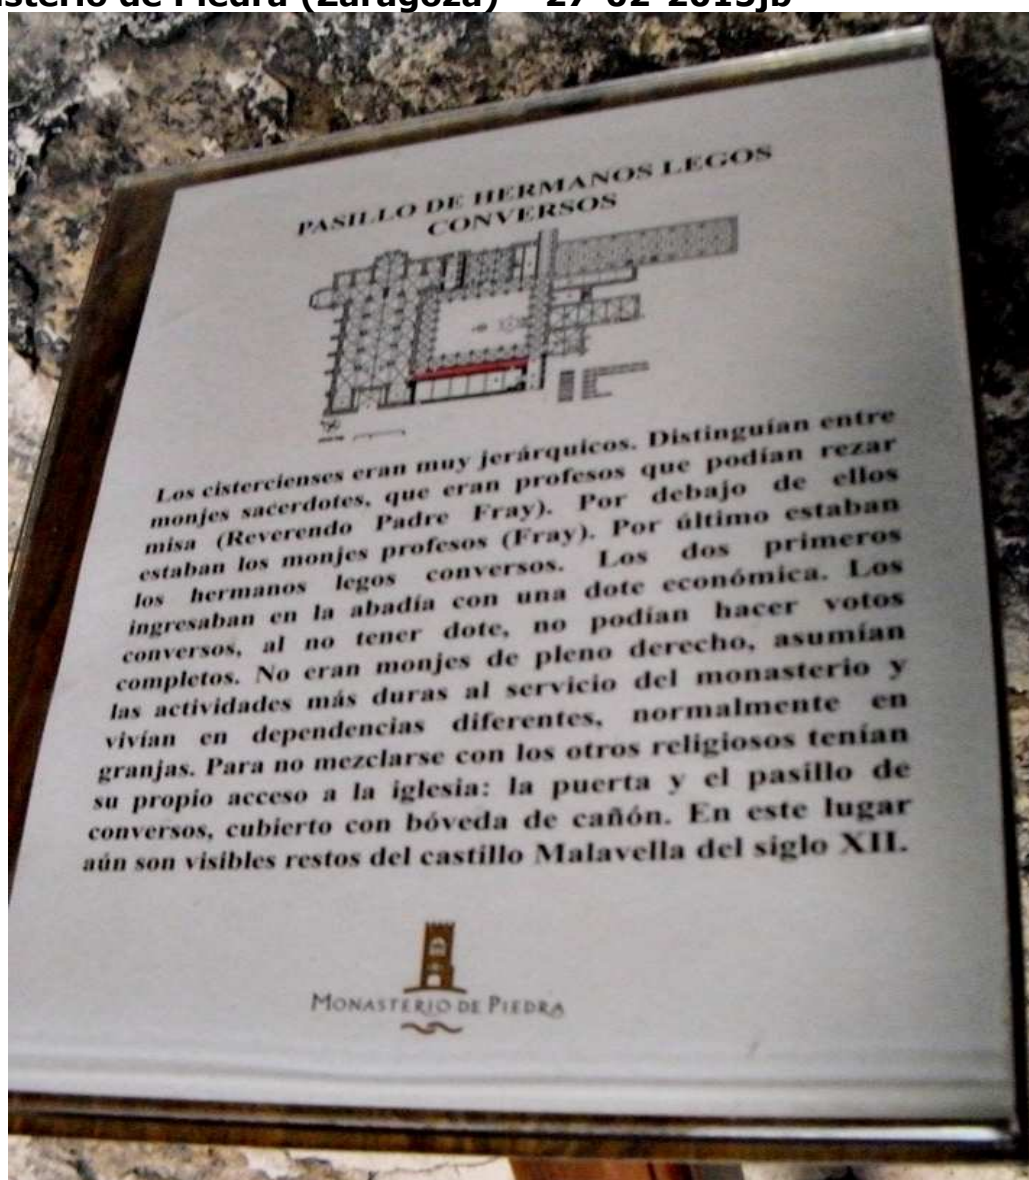 isterio de Piedra (Zaragoza) 27-02-2015jb
PASILLO DE HERMANOS LEGOS
CONVERSOS
Los cistercienses eran muy jerárquicos. Distinguían entre
monjes sacerdotes, que eran profesos que podían rezar
misa (Reverendo Padre Fray). Por debajo de ellos
estaban los monjes profesos (Fray). Por último estaban
los hermanos legos conversos. Los dos primeros
ingresaban en la abadía con una dote económica. Los
conversos, al no tener dote, no podían hacer votos
completos. No eran monjes de pleno derecho, asumían
las actividades más duras al servicio del monasterio y
vivían en dependencias diferentes, normalmente en
granjas. Para no mezclarse con los otros religiosos tenían
su propio acceso a la iglesia: la puerta y el pasillo de
conversos, cubierto con bóveda de cañón. En este lugar
aún son visibles restos del castillo Malavella del siglo XII.
MONASTERIO DE PIEDRA